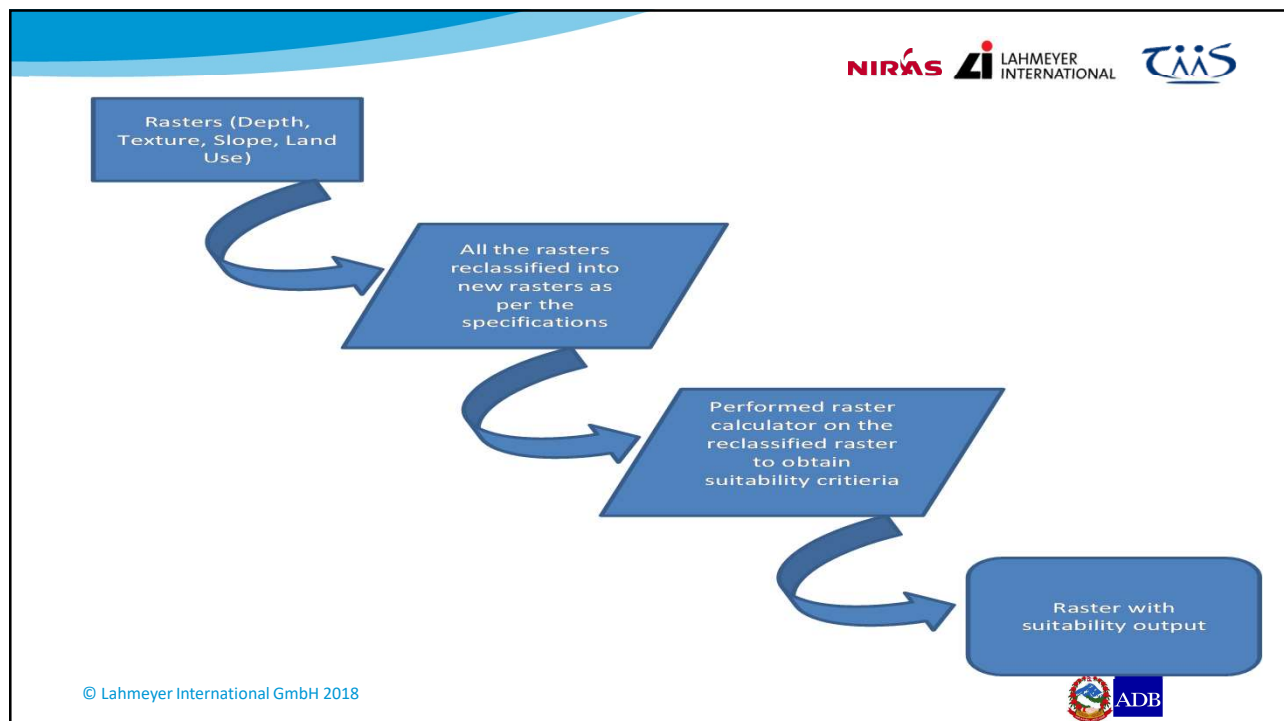 NIRAS
LAHMEYER
INTERNATIONAL
TAAS
Rasters (Depth,
Texture, Slope, Land
Use)
All the rasters
reclassified into
new rasters as
per the
specifications
Performed raster
calculator on the
reclassified raster
to obtain
suitability critieria
Raster with
suitability output
© Lahmeyer International GmbH 2018
ADB